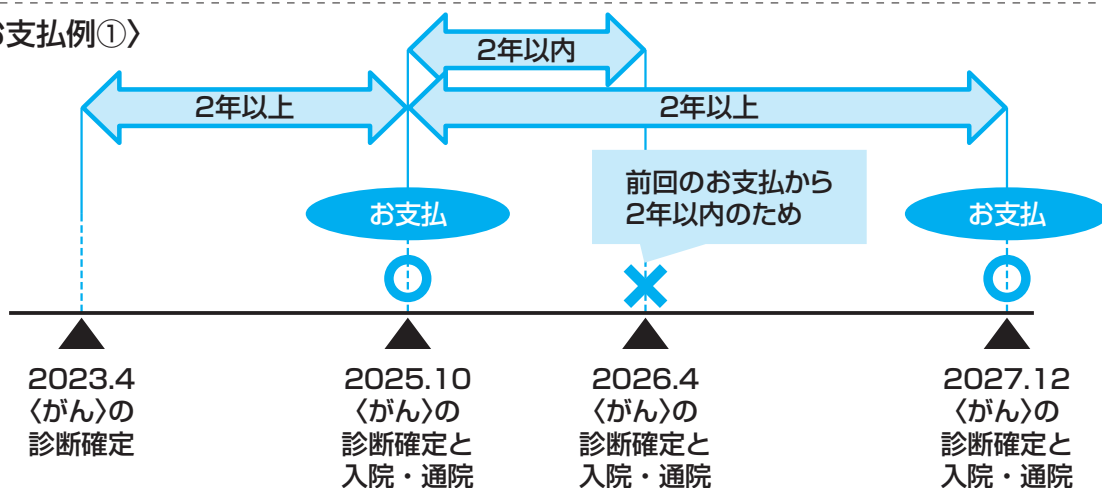 お支払例①〉
2年以内
2年以上
2年以上
前回のお支払から
2年以内のため
お支払
お支払
2023.4
〈がん〉の
診断確定
2025.10
〈がん〉の
診断確定と
入院・通院
2026.4
〈がん〉の
診断確定と
入院・通院
2027.12
〈がん〉の
診断確定と
入院・通院